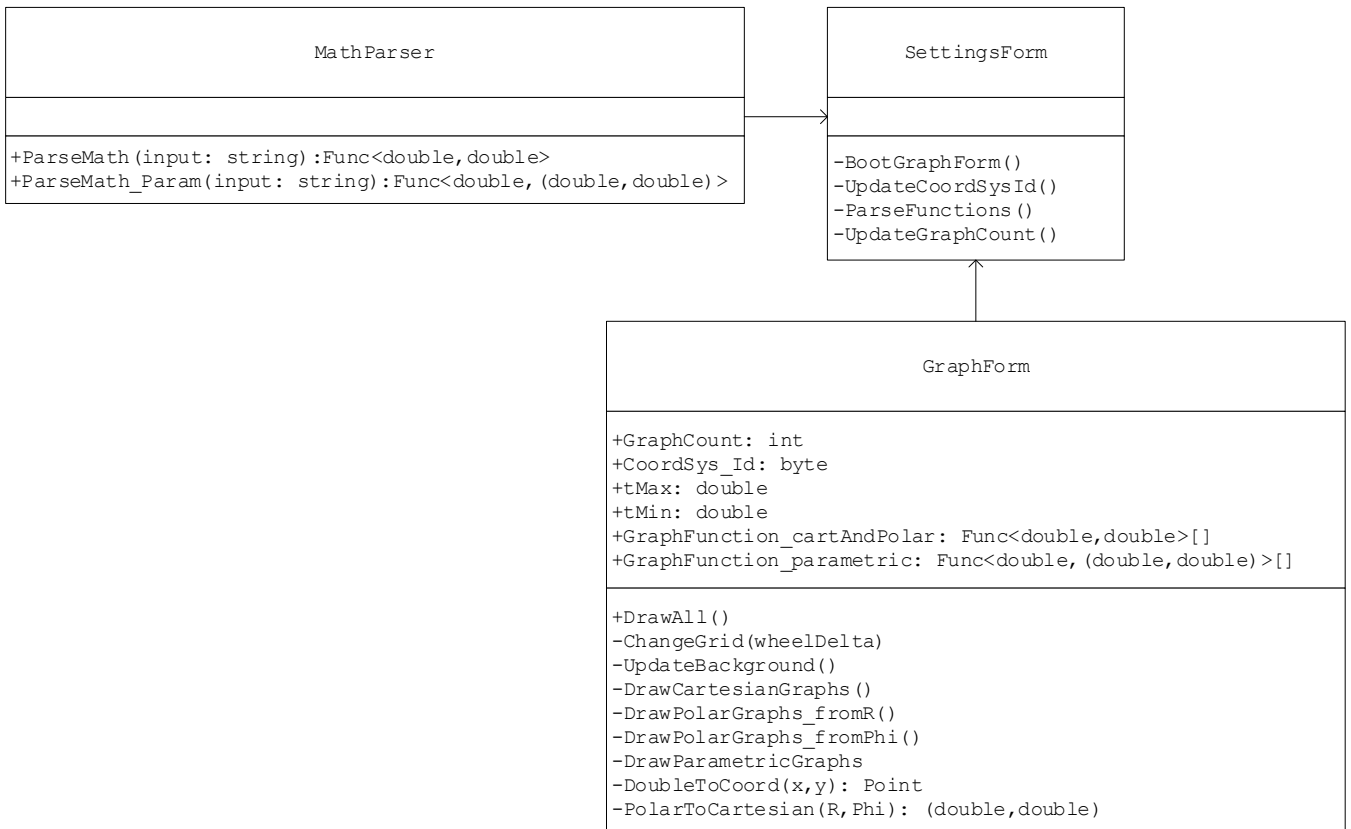 MathParser
+ParseMath(input: string):Func<double,double>
+ParseMath_Param(input: string):Func<double,(double,double)>
SettingsForm
-BootGraphForm()
-UpdateCoordSysId()
-ParseFunctions()
-UpdateGraphCount()
GraphForm
+GraphCount: int
+CoordSys_Id: byte
+tMax: double
+tMin: double
+GraphFunction_cartAndPolar: Func<double,double>[]
+GraphFunction_parametric: Func<double,(double,double)>[]
+DrawAll()
-ChangeGrid(wheelDelta)
-UpdateBackground()
-DrawCartesianGraphs()
-DrawPolarGraphs_fromR()
-DrawPolarGraphs_fromPhi()
-DrawParametricGraphs
-DoubleToCoord(x,y): Point
-PolarToCartesian(R,Phi): (double,double)